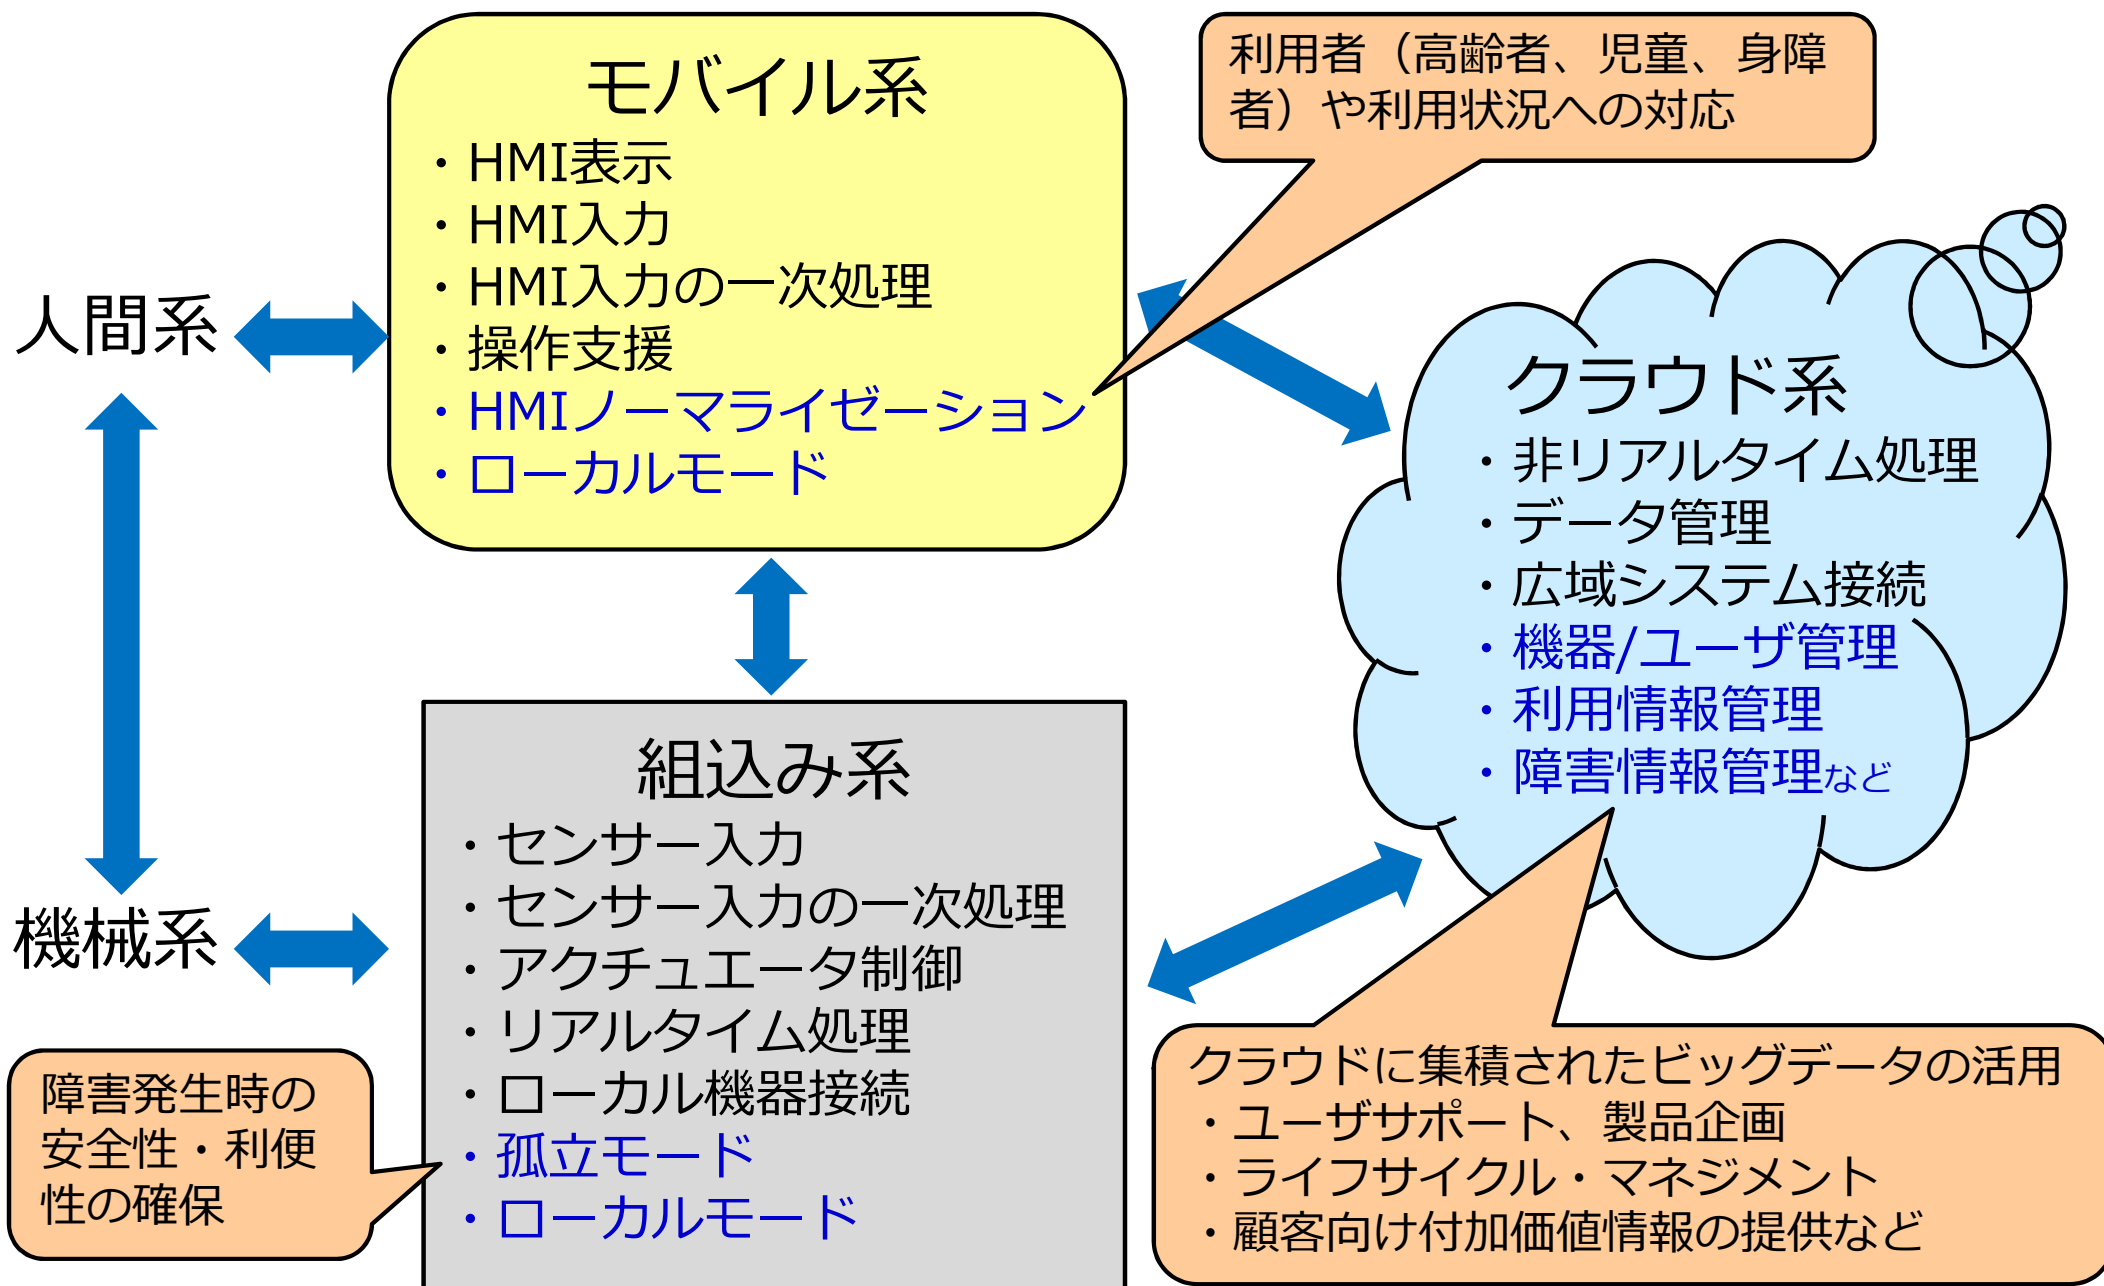 モバイル系
・HMI表示
・HMI入力
・HMI入力の一次処理
・操作支援
・HMIノーマライゼーション
・ローカルモード
利用者（高齢者、児童、身障
者）や利用状況への対応
人間系
クラウド系
・非リアルタイム処理
・データ管理
・広域システム接続
・機器/ユーザ管理
・利用情報管理
・障害情報管理など
機械系
組込み系
・センサー入力
・センサー入力の一次処理
・アクチュエータ制御
・リアルタイム処理
・ローカル機器接続
・孤立モード
・ローカルモード
障害発生時の
安全性・利便
性の確保
クラウドに集積されたビッグデータの活用
・ユーザサポート、製品企画
・ライフサイクル・マネジメント
・顧客向け付加価値情報の提供など